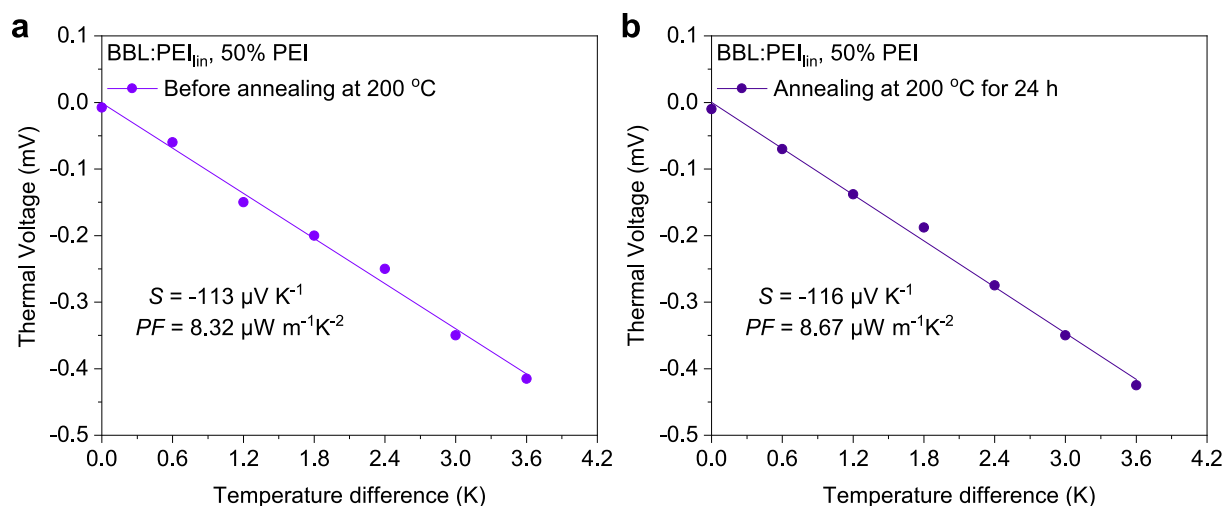 a
BBL:PEIlin, 50% PEI
Before annealing at 200 °C
0.1
0.0
-0.1
-0.2
-0.3
-0.4
-0.5
Thermal Voltage (mV)
S = -113 µV K-1
PF = 8.32 µW m-1K-2
0.0 0.6 1.2 1.8 2.4 3.0 3.6 4.2
Temperature difference (K)
b
BBL:PEIlin, 50% PEI
Annealing at 200 °C for 24 h
0.1
0.0
-0.1
-0.2
-0.3
-0.4
-0.5
Thermal Voltage (mV)
S = -116 µV K-1
PF = 8.67 µW m-1K-2
0.0 0.6 1.2 1.8 2.4 3.0 3.6 4.2
Temperature difference (K)